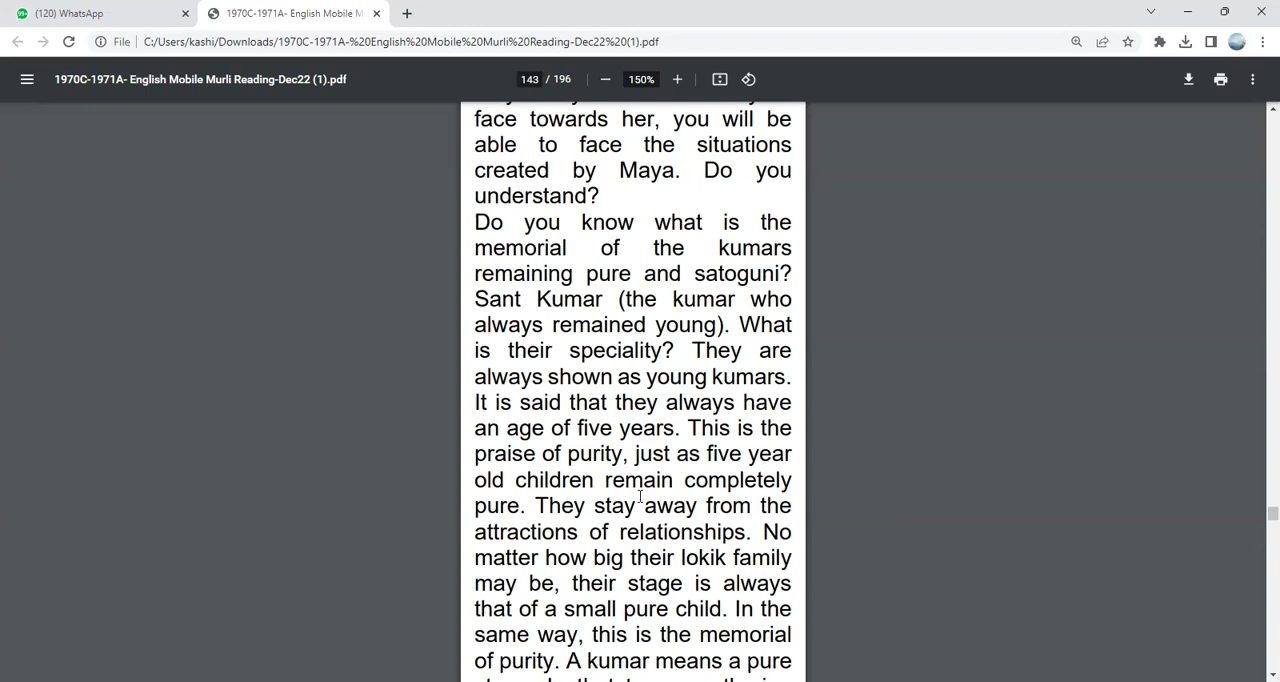 (120) WhatsApp
1970C-1971A- English Mobile M
File
C:/Users/kashi/Downloads/1970C-1971A-%20English%20Mobile%20Murli%20Reading-Dec22%20(1).pdf
1970C-1971A- English Mobile Murli Reading-Dec22 (1).pdf
143 / 196
150%
face towards her, you will be
able to face the situations
created by Maya. Do you
understand?
Do you know what is the
memorial of the kumars
remaining pure and satoguni?
Sant Kumar (the kumar who
always remained young). What
is their speciality? They are
always shown as young kumars.
It is said that they always have
an age of five years. This is the
praise of purity, just as five year
old children remain completely
pure. They stay away from the
attractions of relationships. No
matter how big their lokik family
may be, their stage is always
that of a small pure child. In the
same way, this is the memorial
of purity. A kumar means a pure